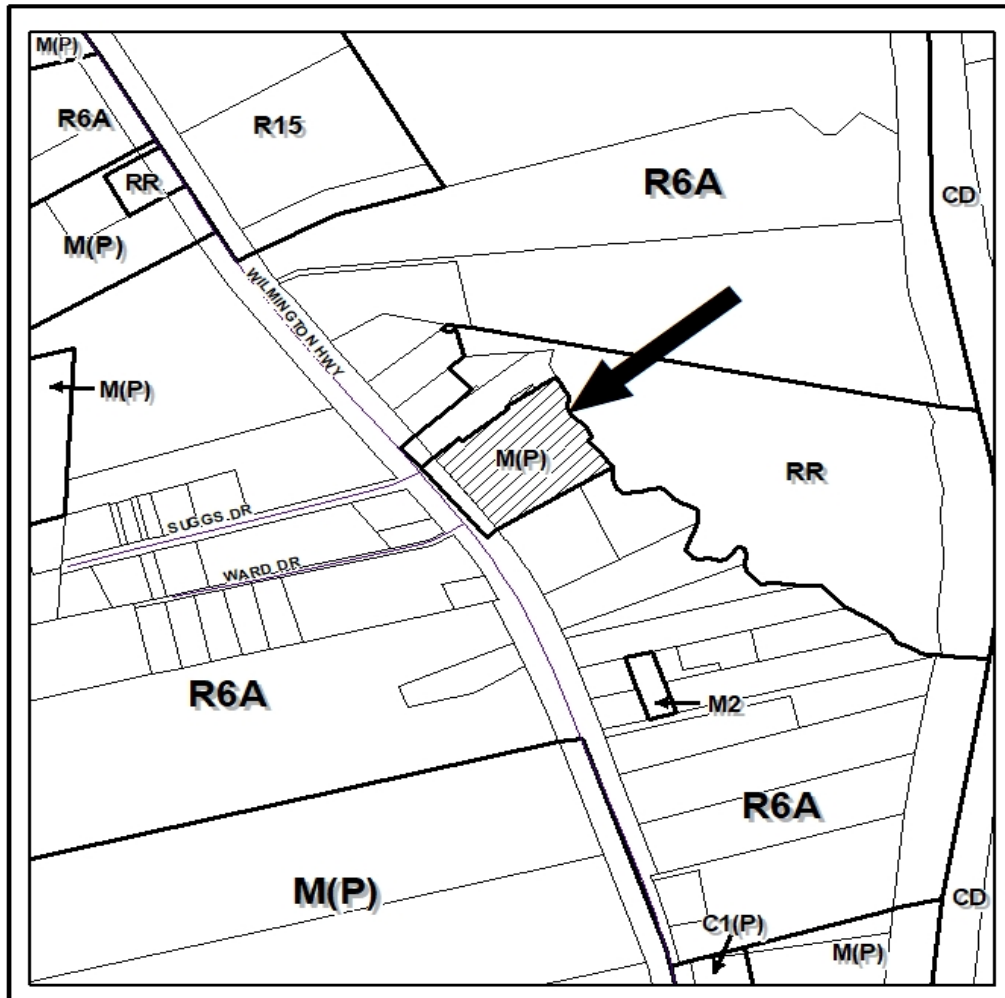 M(P)
R6A
R15
RR
R6A
CD
M(P)
WILMINGTON HWY
M(P)
M(P)
RR
SUGGS DR
WARD DR
R6A
M2
R6A
M(P)
CD
C1(P)
M(P)